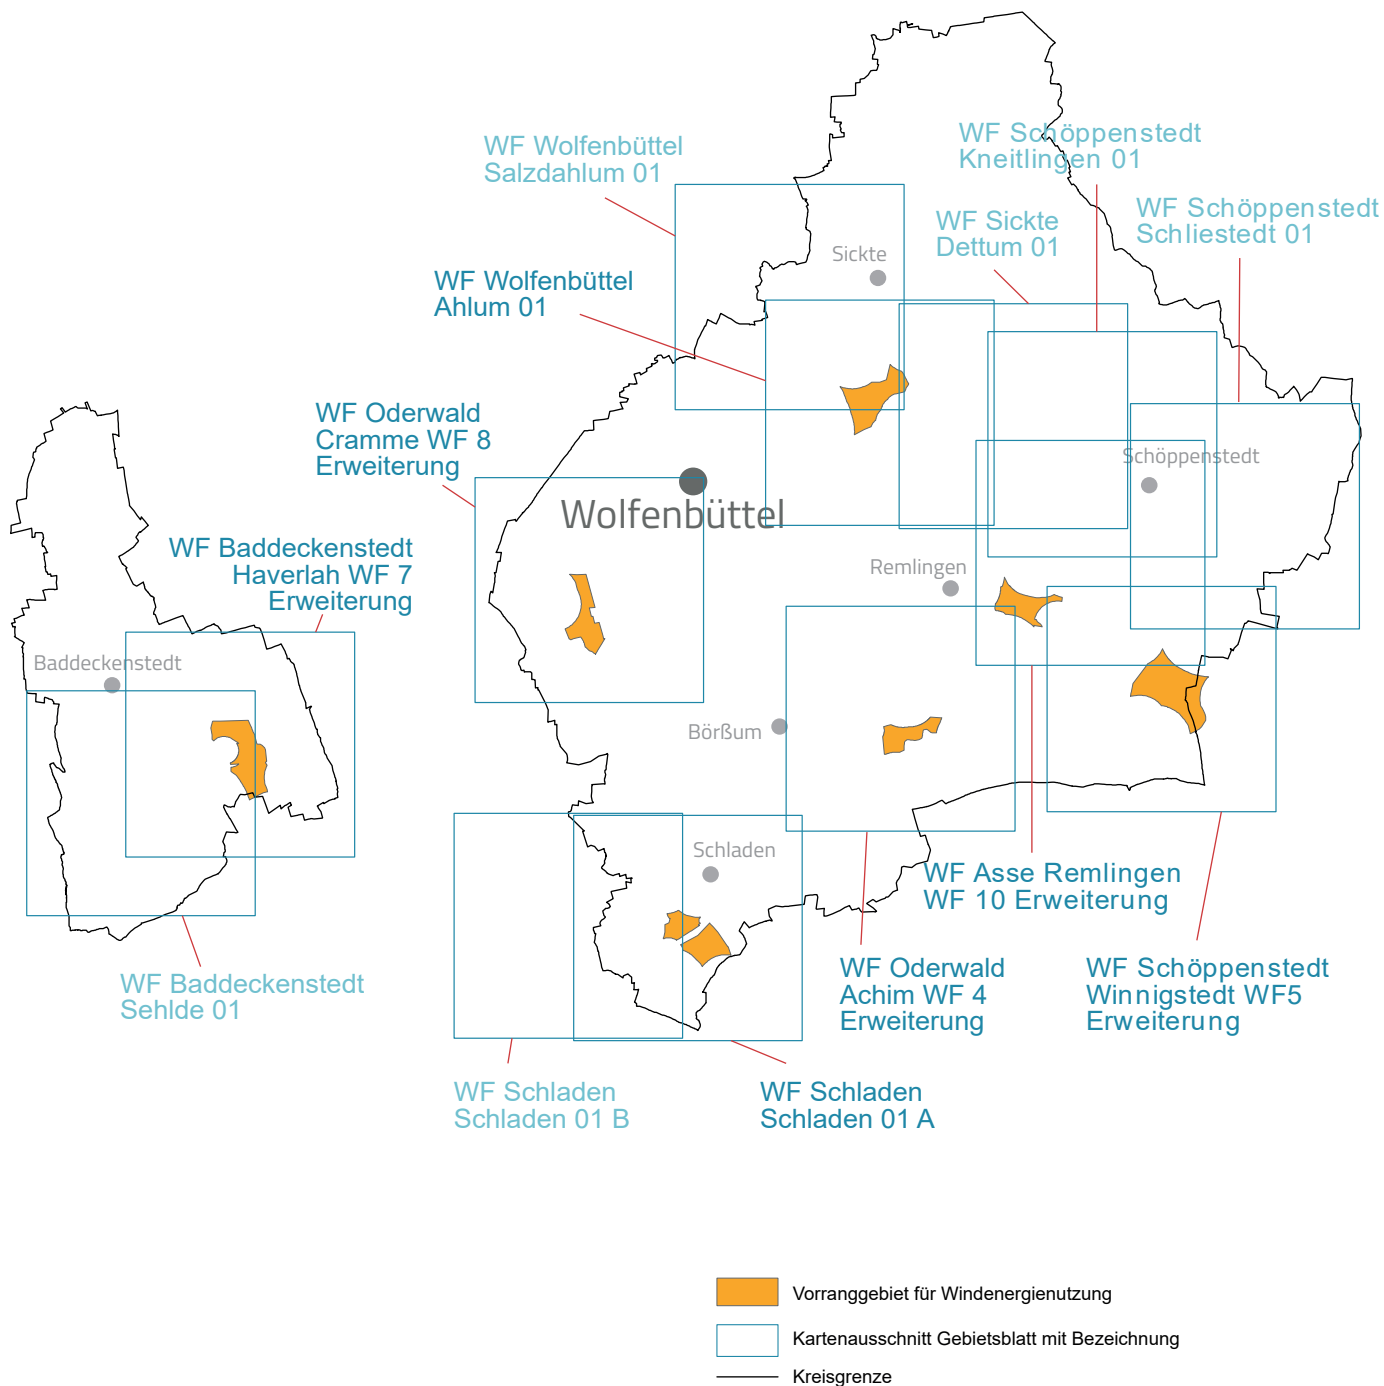 WF Wolfenbüttel
Salzdahlum 01
WF Schöppenstedt
Kneitlingen 01
WF Schöppenstedt
Schliestedt 01
WF Sickte
Dettum 01
Sickte
WF Wolfenbüttel
Ahlum 01
WF Oderwald
Cramme WF 8
Erweiterung
Schöppenstedt
Wolfenbüttel
WF Baddeckenstedt
Haverlah WF 7
Erweiterung
Remlingen
Baddeckenstedt
Börßum
Schladen
WF Asse Remlingen
WF 10 Erweiterung
WF Baddeckenstedt
Sehlde 01
WF Oderwald
Achim WF 4
Erweiterung
WF Schöppenstedt
Winnigstedt WF5
Erweiterung
WF Schladen
Schladen 01 B
WF Schladen
Schladen 01 A
Vorranggebiet für Windenergienutzung
Kartenausschnitt Gebietsblatt mit Bezeichnung
Kreisgrenze